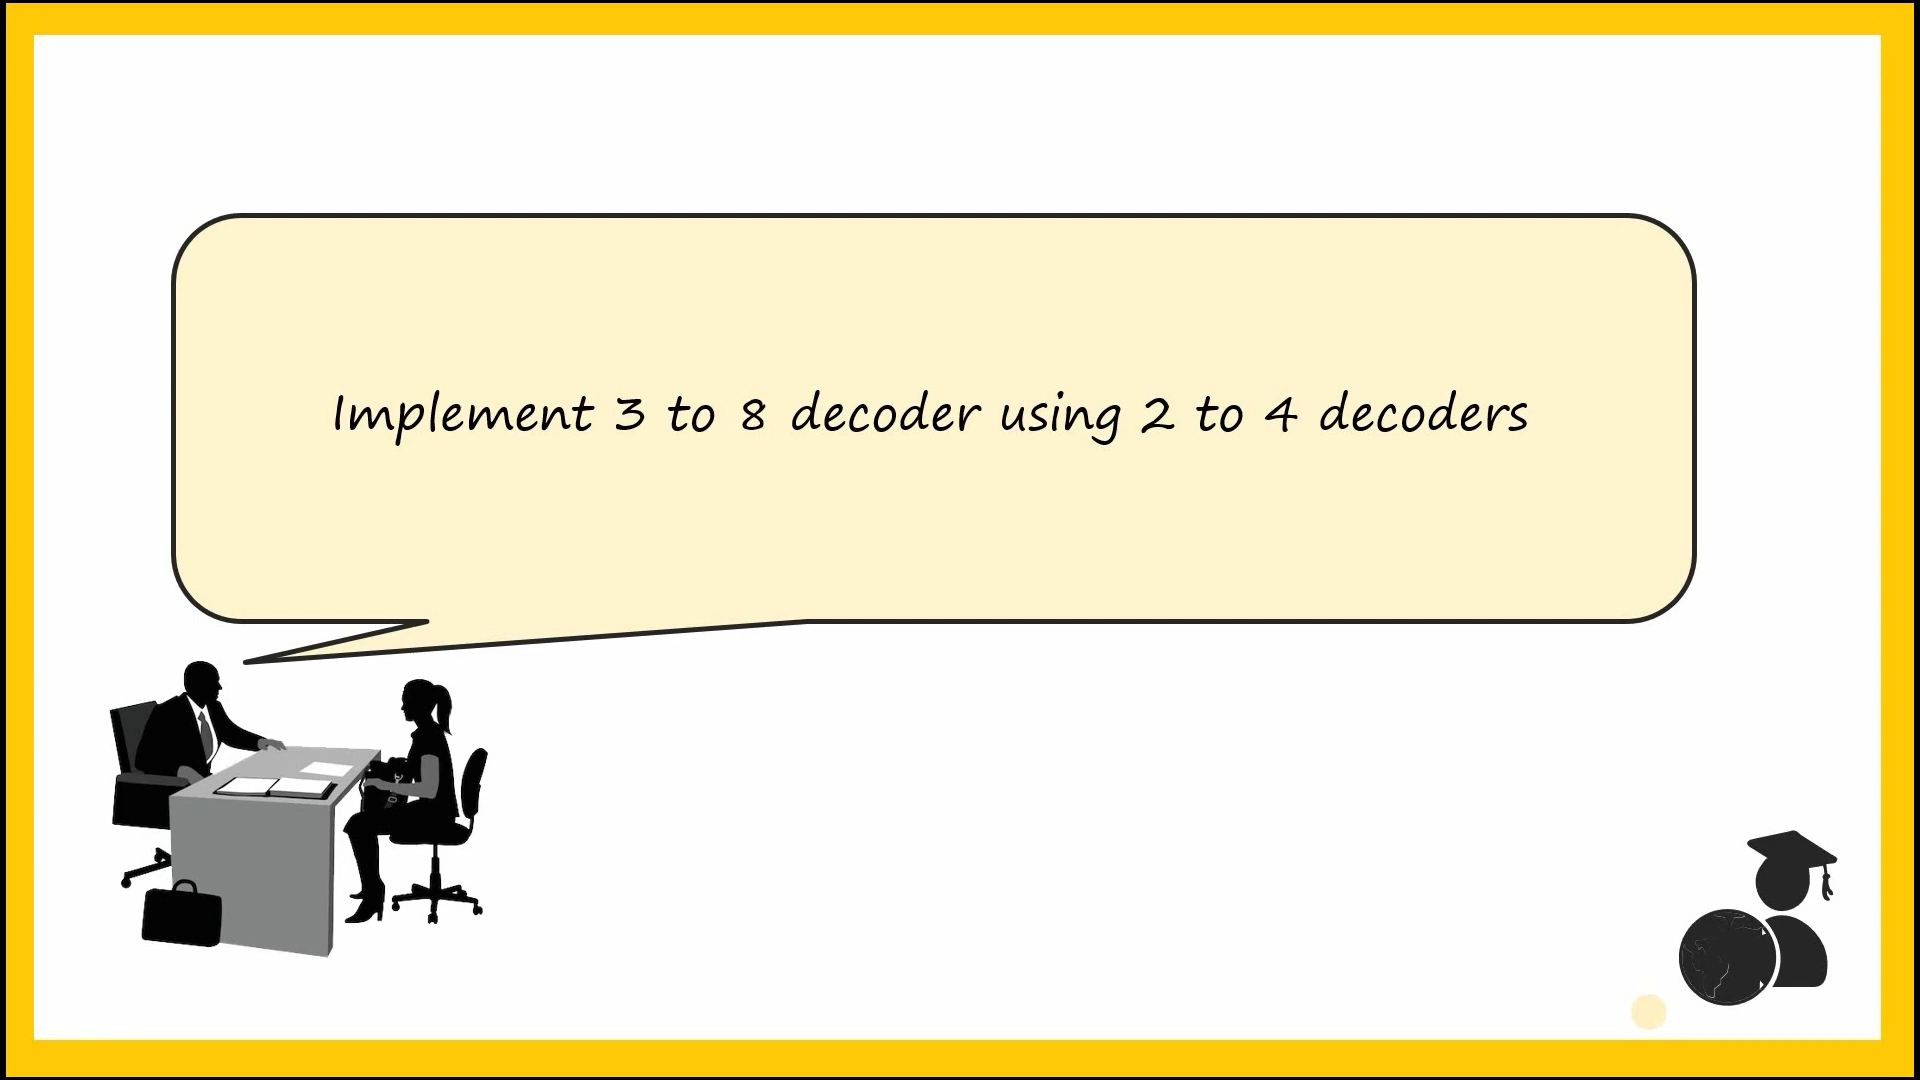 Implement 3 to 8 decoder using 2 to 4 decoders